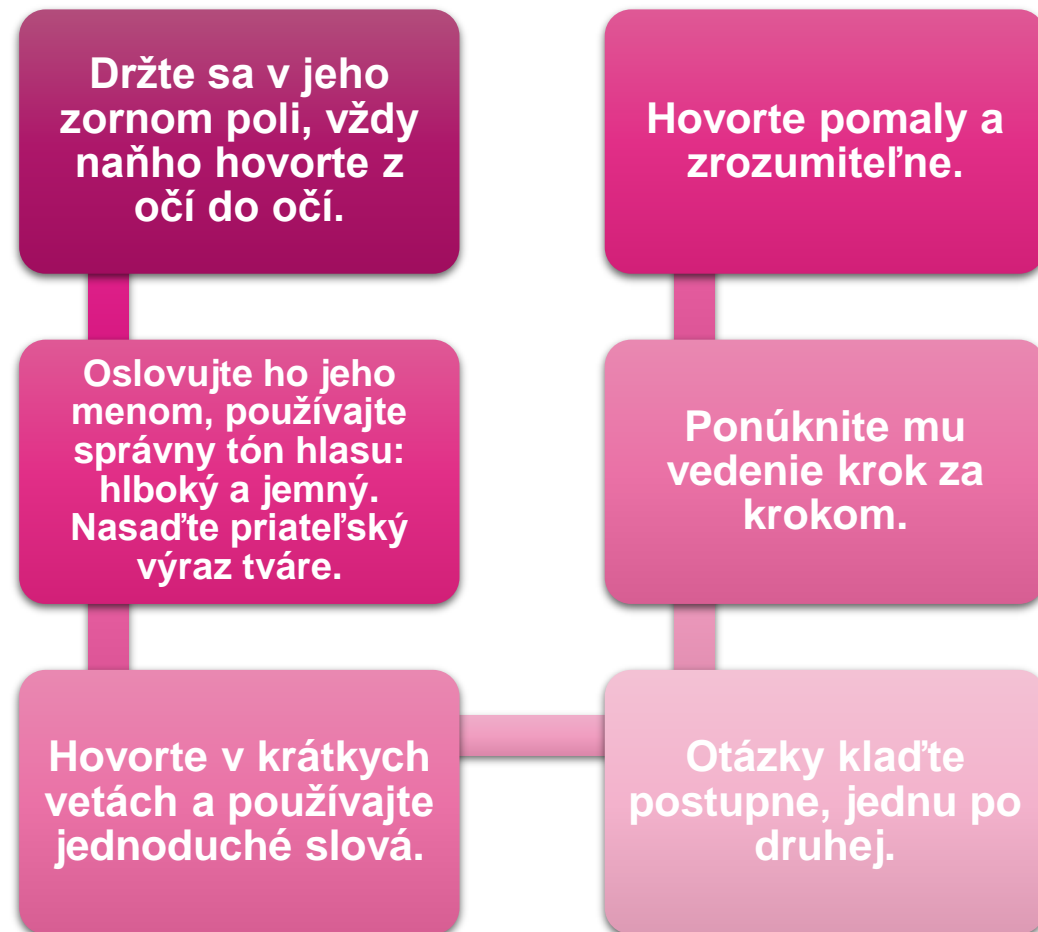 Držte sa v jeho
zornom poli, vždy
naňho hovorte z
očí do očí.
Oslovujte ho jeho
menom, používajte
správny tón hlasu:
hlboký a jemný.
Nasaďte priateľský
výraz tváre.
Hovorte v krátkych
vetách a používajte
jednoduché slová.
Otázky klaďte
postupne, jednu po
druhej.
Ponúknite mu
vedenie krok za
krokom.
Hovorte pomaly a
zrozumiteľne.